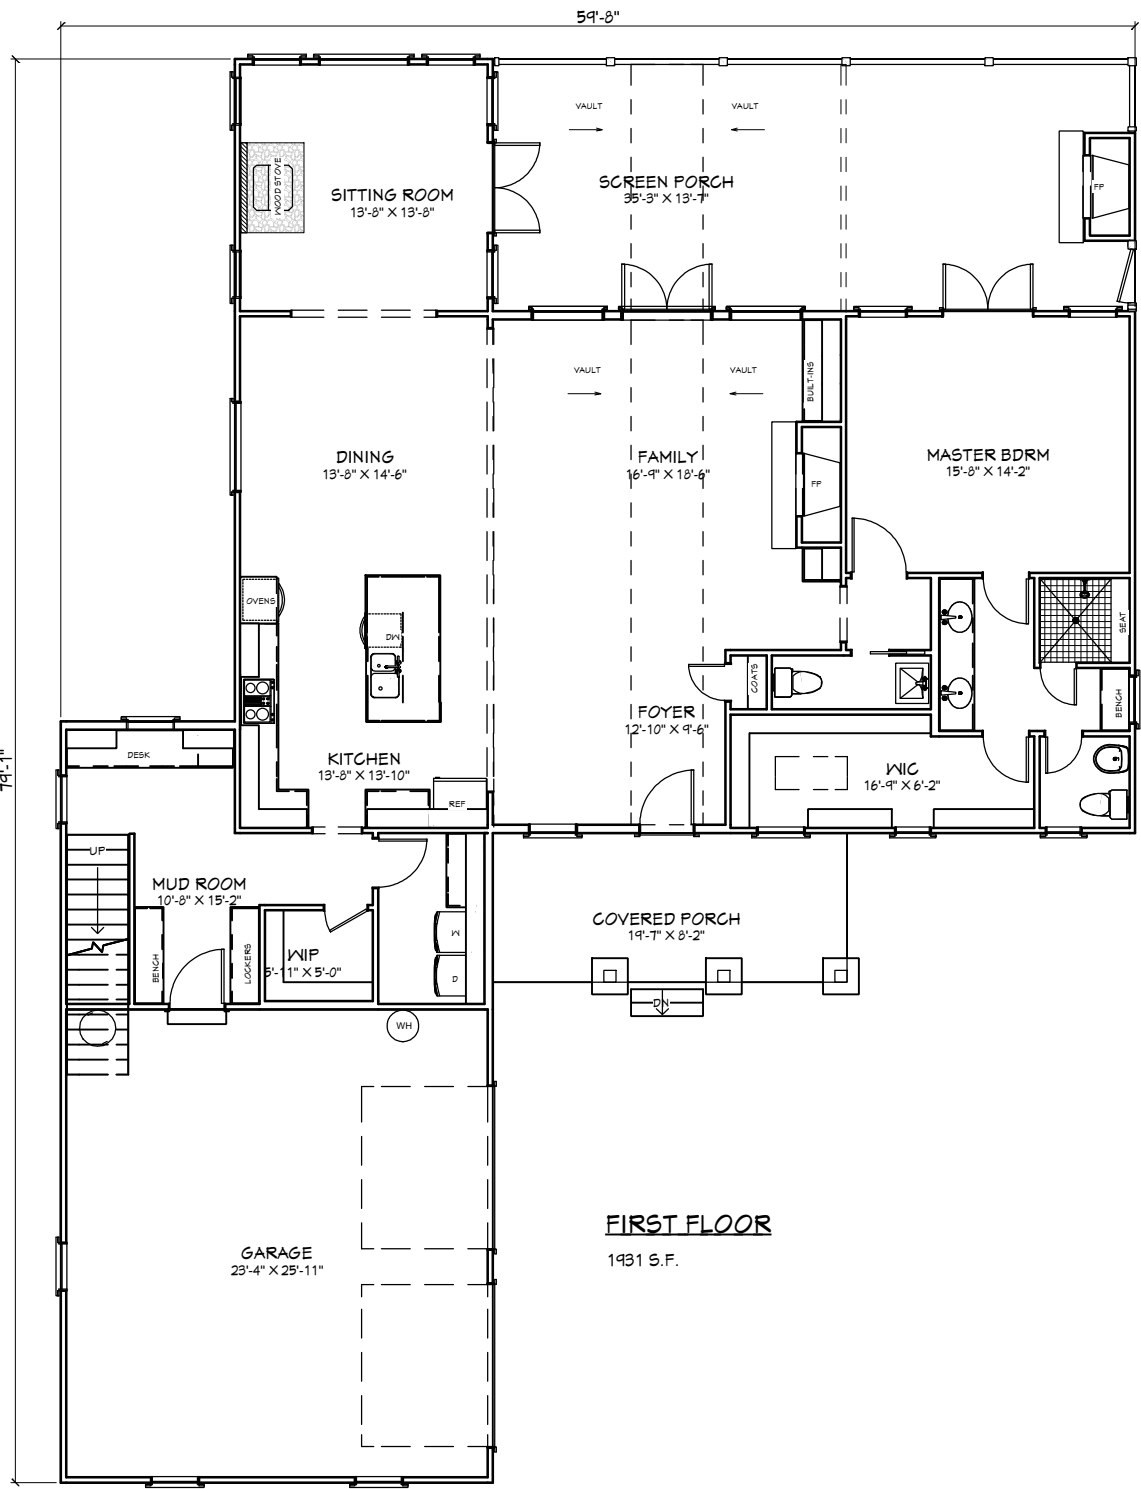 59'-8"
VAULT
VAULT
WOODSTOVE
SITTING ROOM
13'-8" X 13'-8"
SCREEN PORCH
35'-3" X 13'-7"
FP
VAULT
VAULT
BUILT-INS
DINING
13'-8" X 14'-6"
FAMILY
16'-9" X 18'-6"
FP
MASTER BDRM
15'-8" X 14'-2"
OVENS
DW
SEAT
COATS
BENCH
FOYER
12'-10" X 9'-6"
79'-1"
DESK
KITCHEN
13'-8" X 13'-10"
WIC
16'-9" X 6'-2"
REF
UP
MUD ROOM
10'-8" X 15'-2"
COVERED PORCH
19'-7" X 8'-2"
BENCH
LOCKERS
WIP
5'-11" X 5'-0"
W
D
DN
WH
FIRST FLOOR
1931 S.F.
GARAGE
23'-4" X 25'-11"